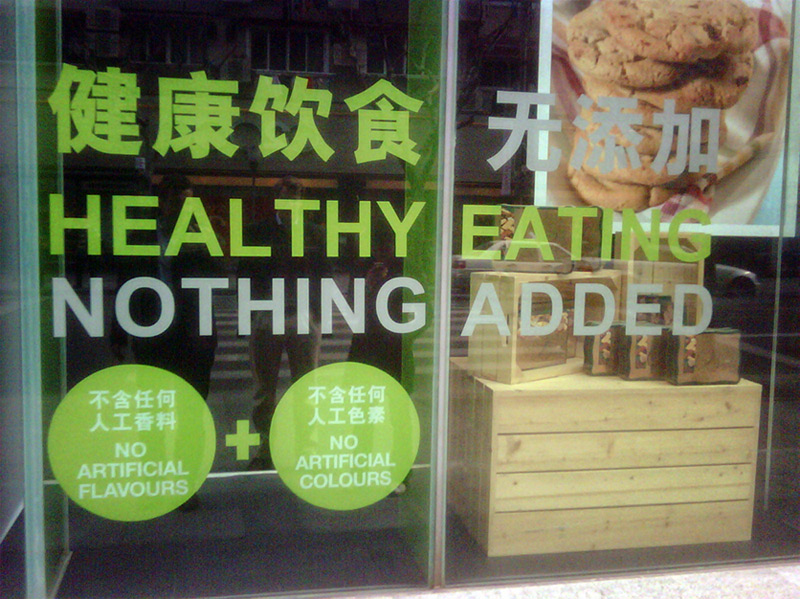 健康饮食 无添加
HEALTHY EATING
NOTHING ADDED
不含任何
人工香料
NO
ARTIFICIAL
FLAVOURS
+
不含任何
人工色素
NO
ARTIFICIAL
COLOURS